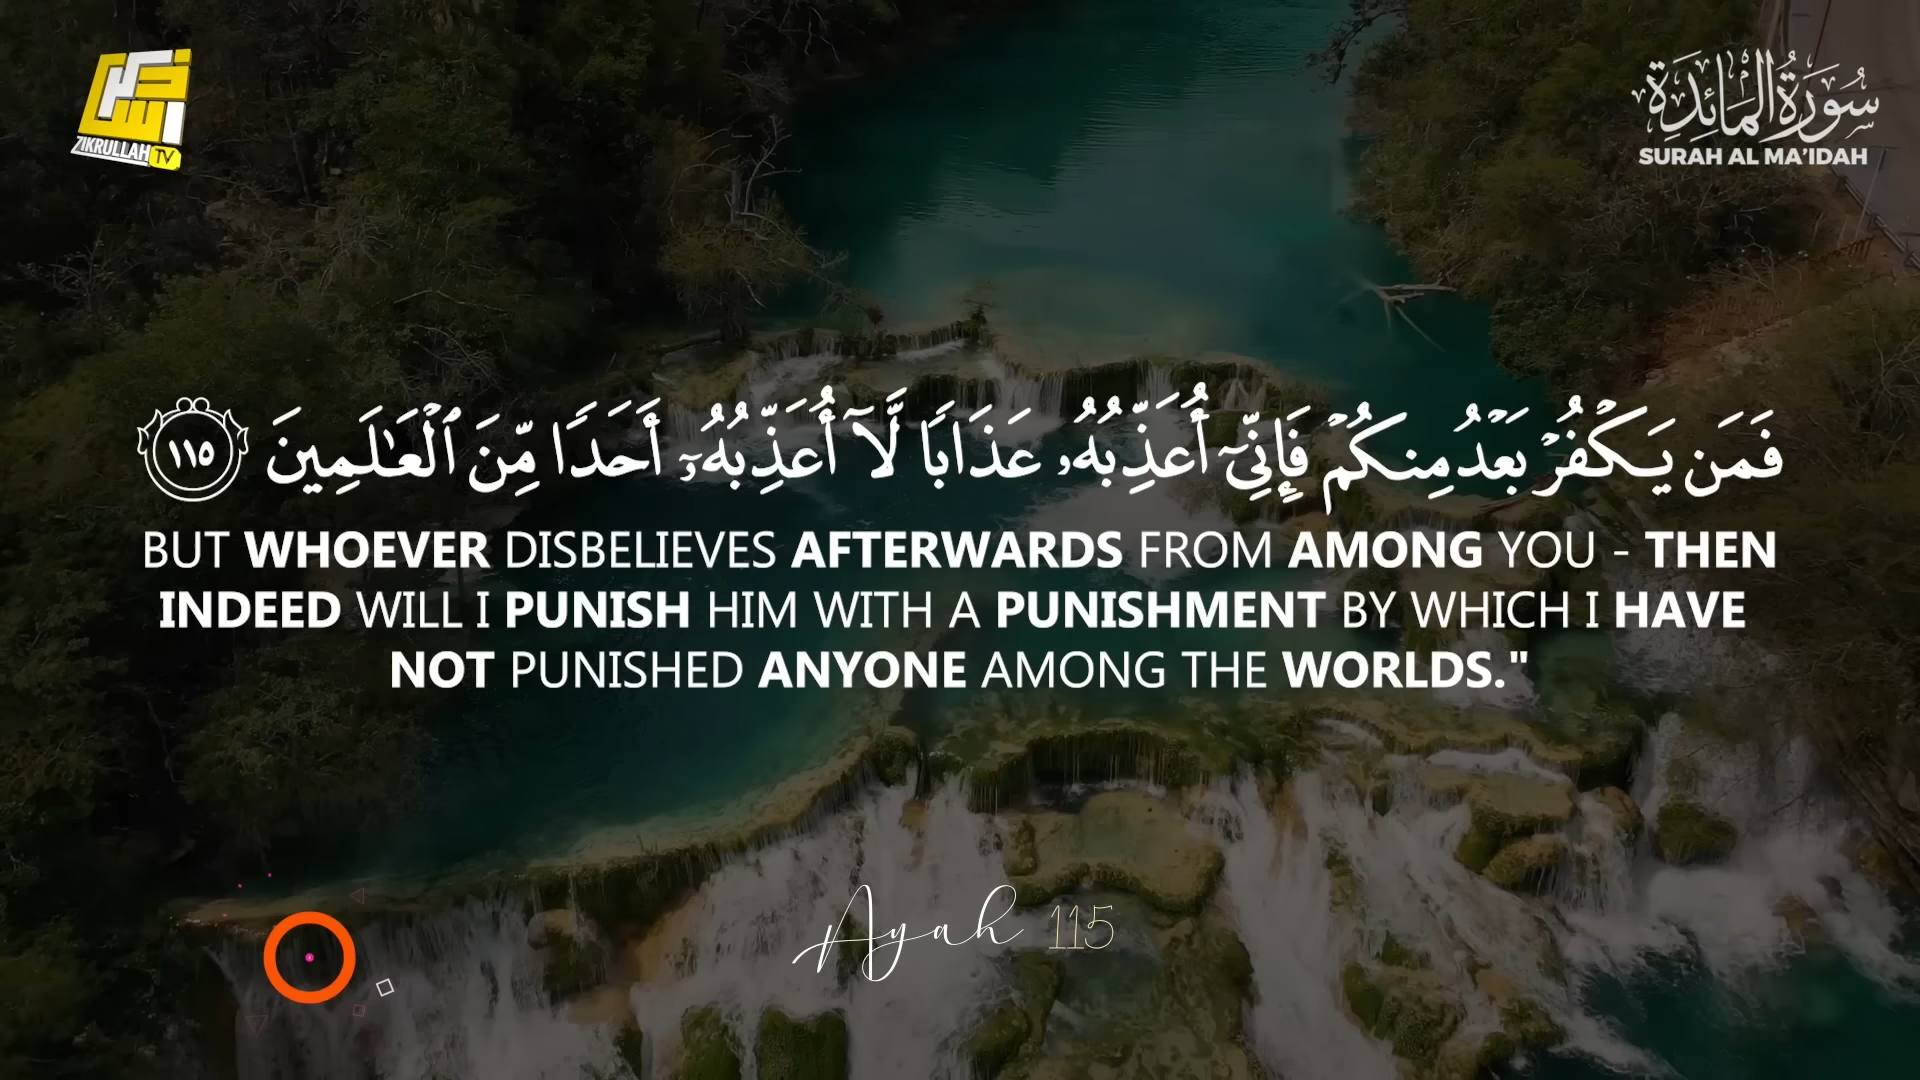 ذكر الله
ZIKRULLAH TV
سُورَةُ المَائِدَة
SURAH AL MA'IDAH
فَمَن يَكْفُرْ بَعْدُ مِنكُمْ فَإِنِّىٓ أُعَذِّبُهُۥ عَذَابًا لَّآ أُعَذِّبُهُۥٓ أَحَدًا مِّنَ ٱلْعَـٰلَمِينَ ١١٥
BUT WHOEVER DISBELIEVES AFTERWARDS FROM AMONG YOU - THEN
INDEED WILL I PUNISH HIM WITH A PUNISHMENT BY WHICH I HAVE
NOT PUNISHED ANYONE AMONG THE WORLDS."
Ayah 115